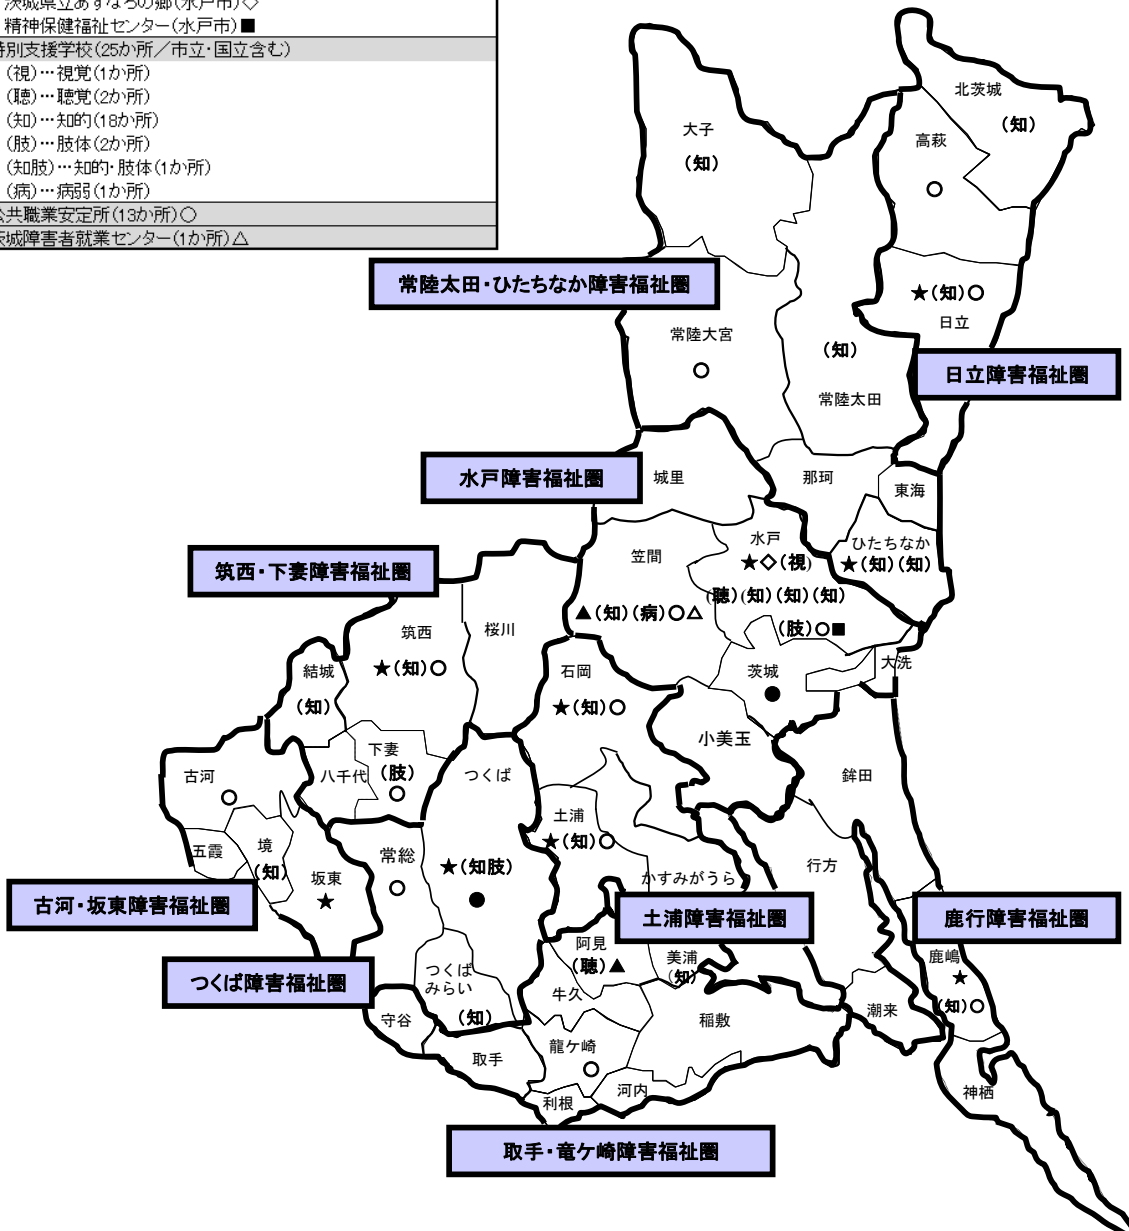 茨城県立あすなろの郷(水戸市)◇
精神保健福祉センター(水戸市)■
特別支援学校(25か所／市立・国立含む)
(視)…視覚(1か所)
(聴)…聴覚(2か所)
(知)…知的(18か所)
(肢)…肢体(2か所)
(知肢)…知的・肢体(1か所)
(病)…病弱(1か所)
公共職業安定所(13か所)○
茨城障害者就業センター(1か所)△
北茨城
(知)
大子
(知)
高萩
○
常陸太田・ひたちなか障害福祉圏
★(知)○
日立
常陸大宮
○
(知)
常陸太田
日立障害福祉圏
水戸障害福祉圏
城里
那珂
東海
水戸
★◇(視)
(聴)(知)(知)(知)
(肢)○■
ひたちなか
★(知)(知)
笠間
▲(知)(病)○△
筑西・下妻障害福祉圏
筑西
★(知)○
桜川
結城
(知)
石岡
★(知)○
茨城
●
大洗
小美玉
古河
○
八千代
下妻
(肢)
○
つくば
★(知肢)
●
鉾田
土浦
★(知)○
五霞
境
(知)
坂東
★
常総
○
かすみがうら
行方
古河・坂東障害福祉圏
土浦障害福祉圏
鹿行障害福祉圏
つくば障害福祉圏
阿見
(聴)▲
美浦
(知)
鹿嶋
★
(知)○
つくば
みらい
(知)
牛久
守谷
稲敷
潮来
取手
龍ケ崎
○
利根
河内
神栖
取手・竜ケ崎障害福祉圏